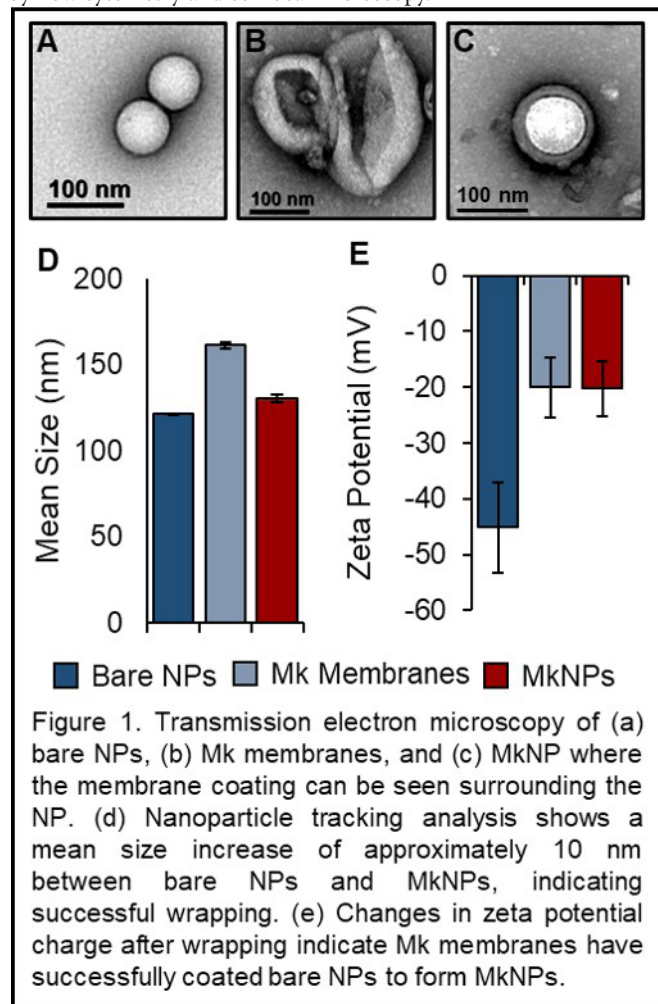 A
B
C
100 nm
100 nm
100 nm
D
E
200
150
100
50
0
Mean Size (nm)
0
-10
-20
-30
-40
-50
-60
Zeta Potential (mV)
Bare NPs Mk Membranes MkNPs
Figure 1. Transmission electron microscopy of (a)
bare NPs, (b) Mk membranes, and (c) MkNP where
the membrane coating can be seen surrounding the
NP. (d) Nanoparticle tracking analysis shows a
mean size increase of approximately 10 nm
between bare NPs and MkNPs, indicating
successful wrapping. (e) Changes in zeta potential
charge after wrapping indicate Mk membranes have
successfully coated bare NPs to form MkNPs.